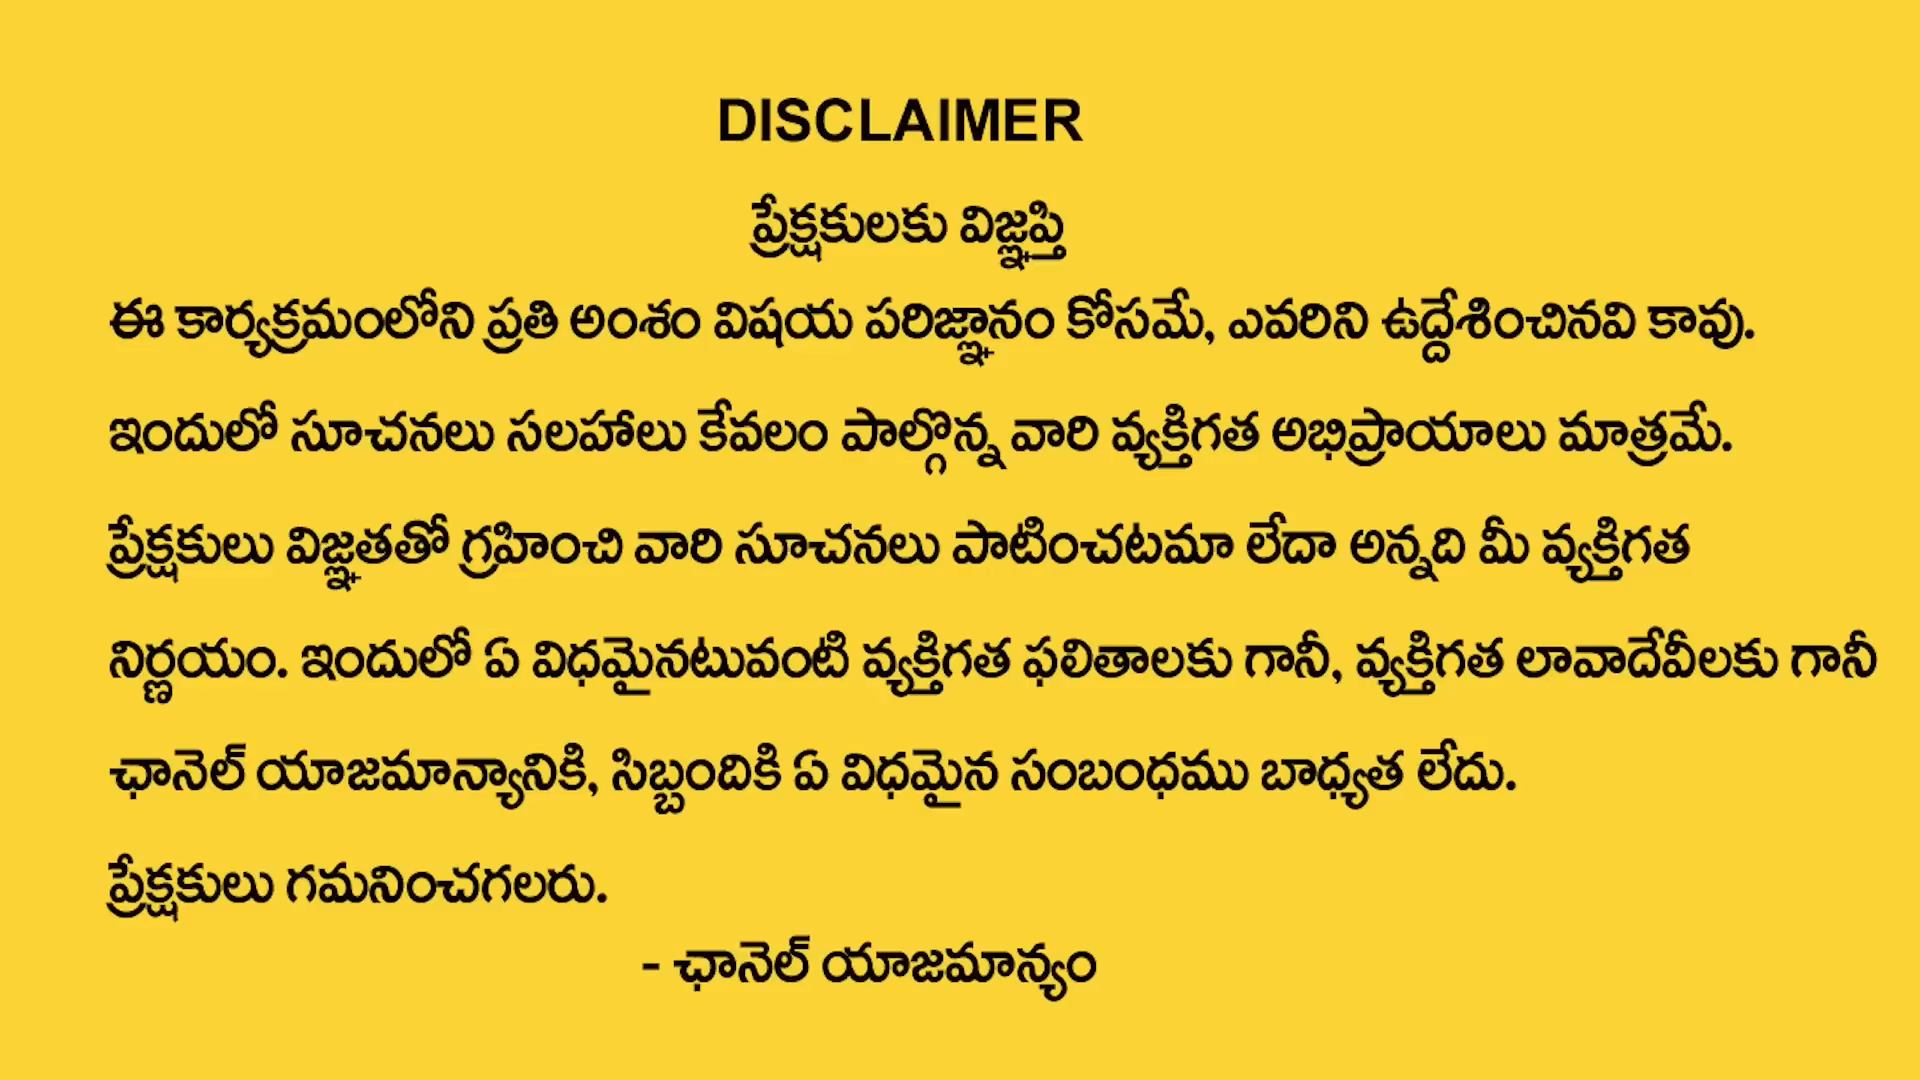 DISCLAIMER
ప్రేక్షకులకు విజ్ఞప్తి
ఈ కార్యక్రమంలోని ప్రతి అంశం విషయ పరిజ్ఞానం కోసమే, ఎవరిని ఉద్దేశించినవి కావు.
ఇందులో సూచనలు సలహాలు కేవలం పాల్గొన్న వారి వ్యక్తిగత అభిప్రాయాలు మాత్రమే.
ప్రేక్షకులు విజ్ఞతతో గ్రహించి వారి సూచనలు పాటించటమా లేదా అన్నది మీ వ్యక్తిగత
నిర్ణయం. ఇందులో ఏ విధమైనటువంటి వ్యక్తిగత ఫలితాలకు గానీ, వ్యక్తిగత లావాదేవీలకు గానీ
ఛానెల్ యాజమాన్యానికి, సిబ్బందికి ఏ విధమైన సంబంధము బాధ్యత లేదు.
ప్రేక్షకులు గమనించగలరు.
- ఛానెల్ యాజమాన్యం